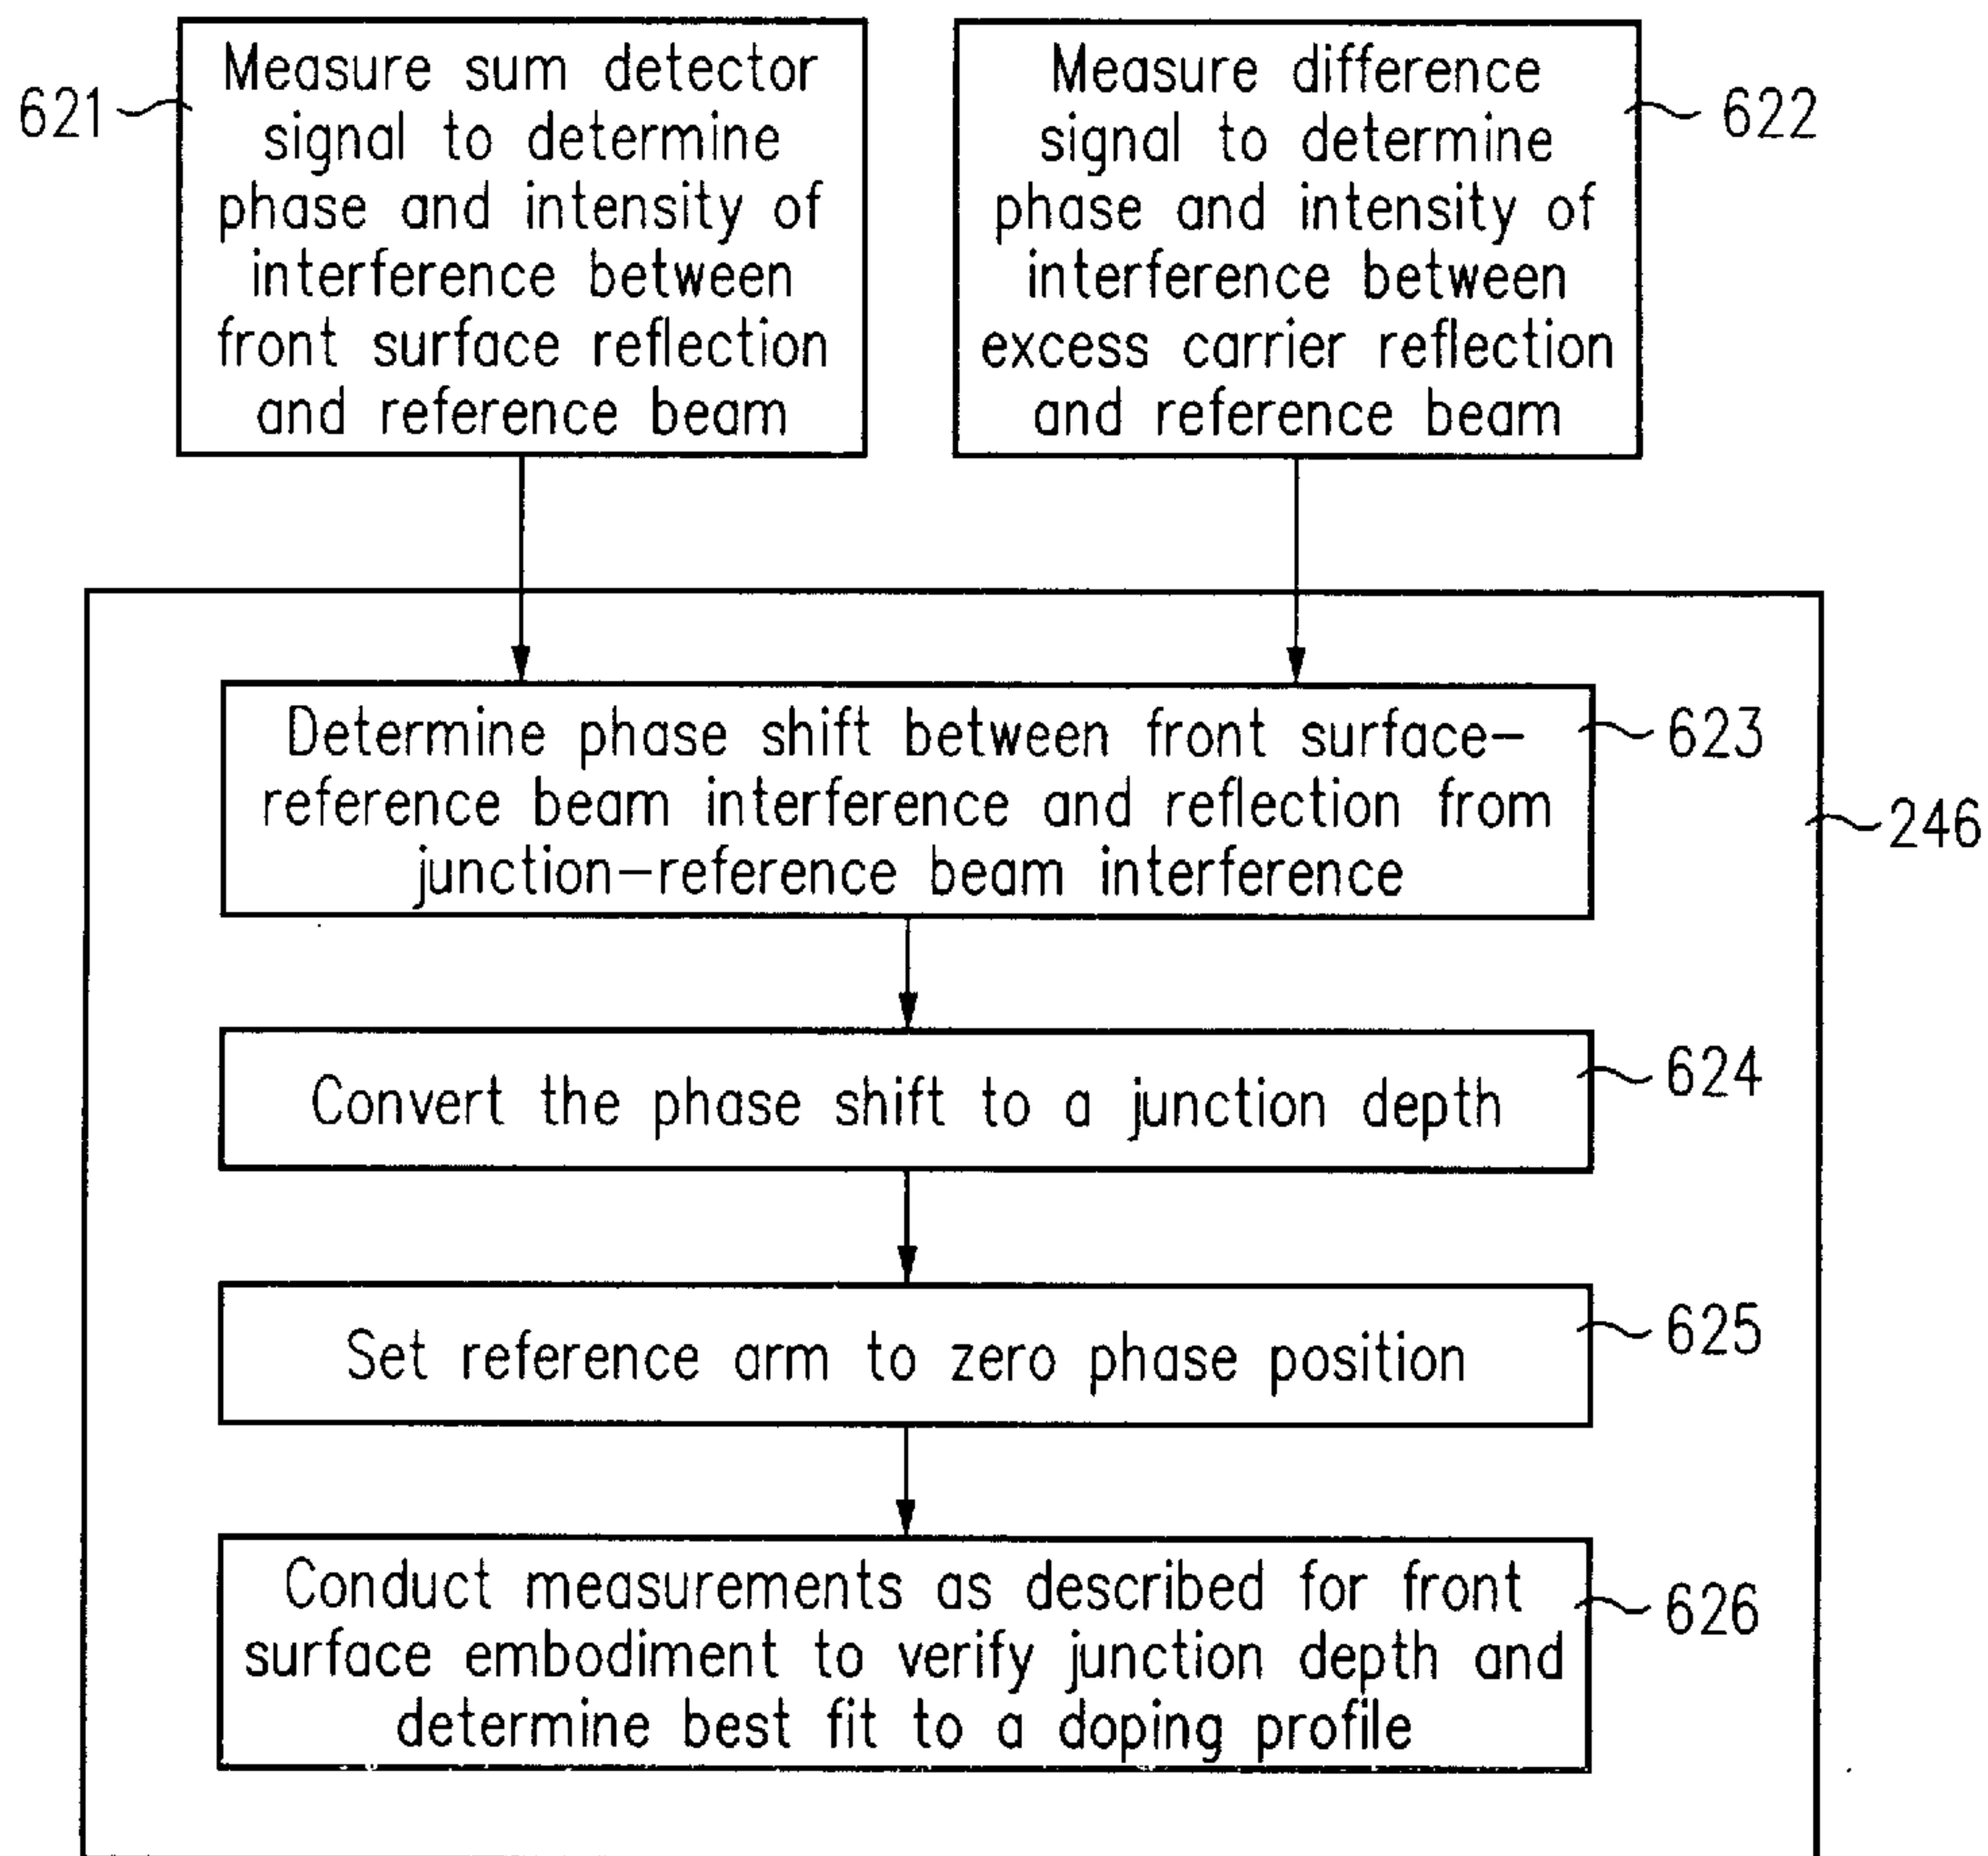 621
Measure sum detector
signal to determine
phase and intensity of
interference between
front surface reflection
and reference beam
Measure difference
signal to determine
phase and intensity of
interference between
excess carrier reflection
and reference beam
622
Determine phase shift between front surface–
reference beam interference and reflection from
junction–reference beam interference
623
246
Convert the phase shift to a junction depth
624
Set reference arm to zero phase position
625
Conduct measurements as described for front
surface embodiment to verify junction depth and
determine best fit to a doping profile
626